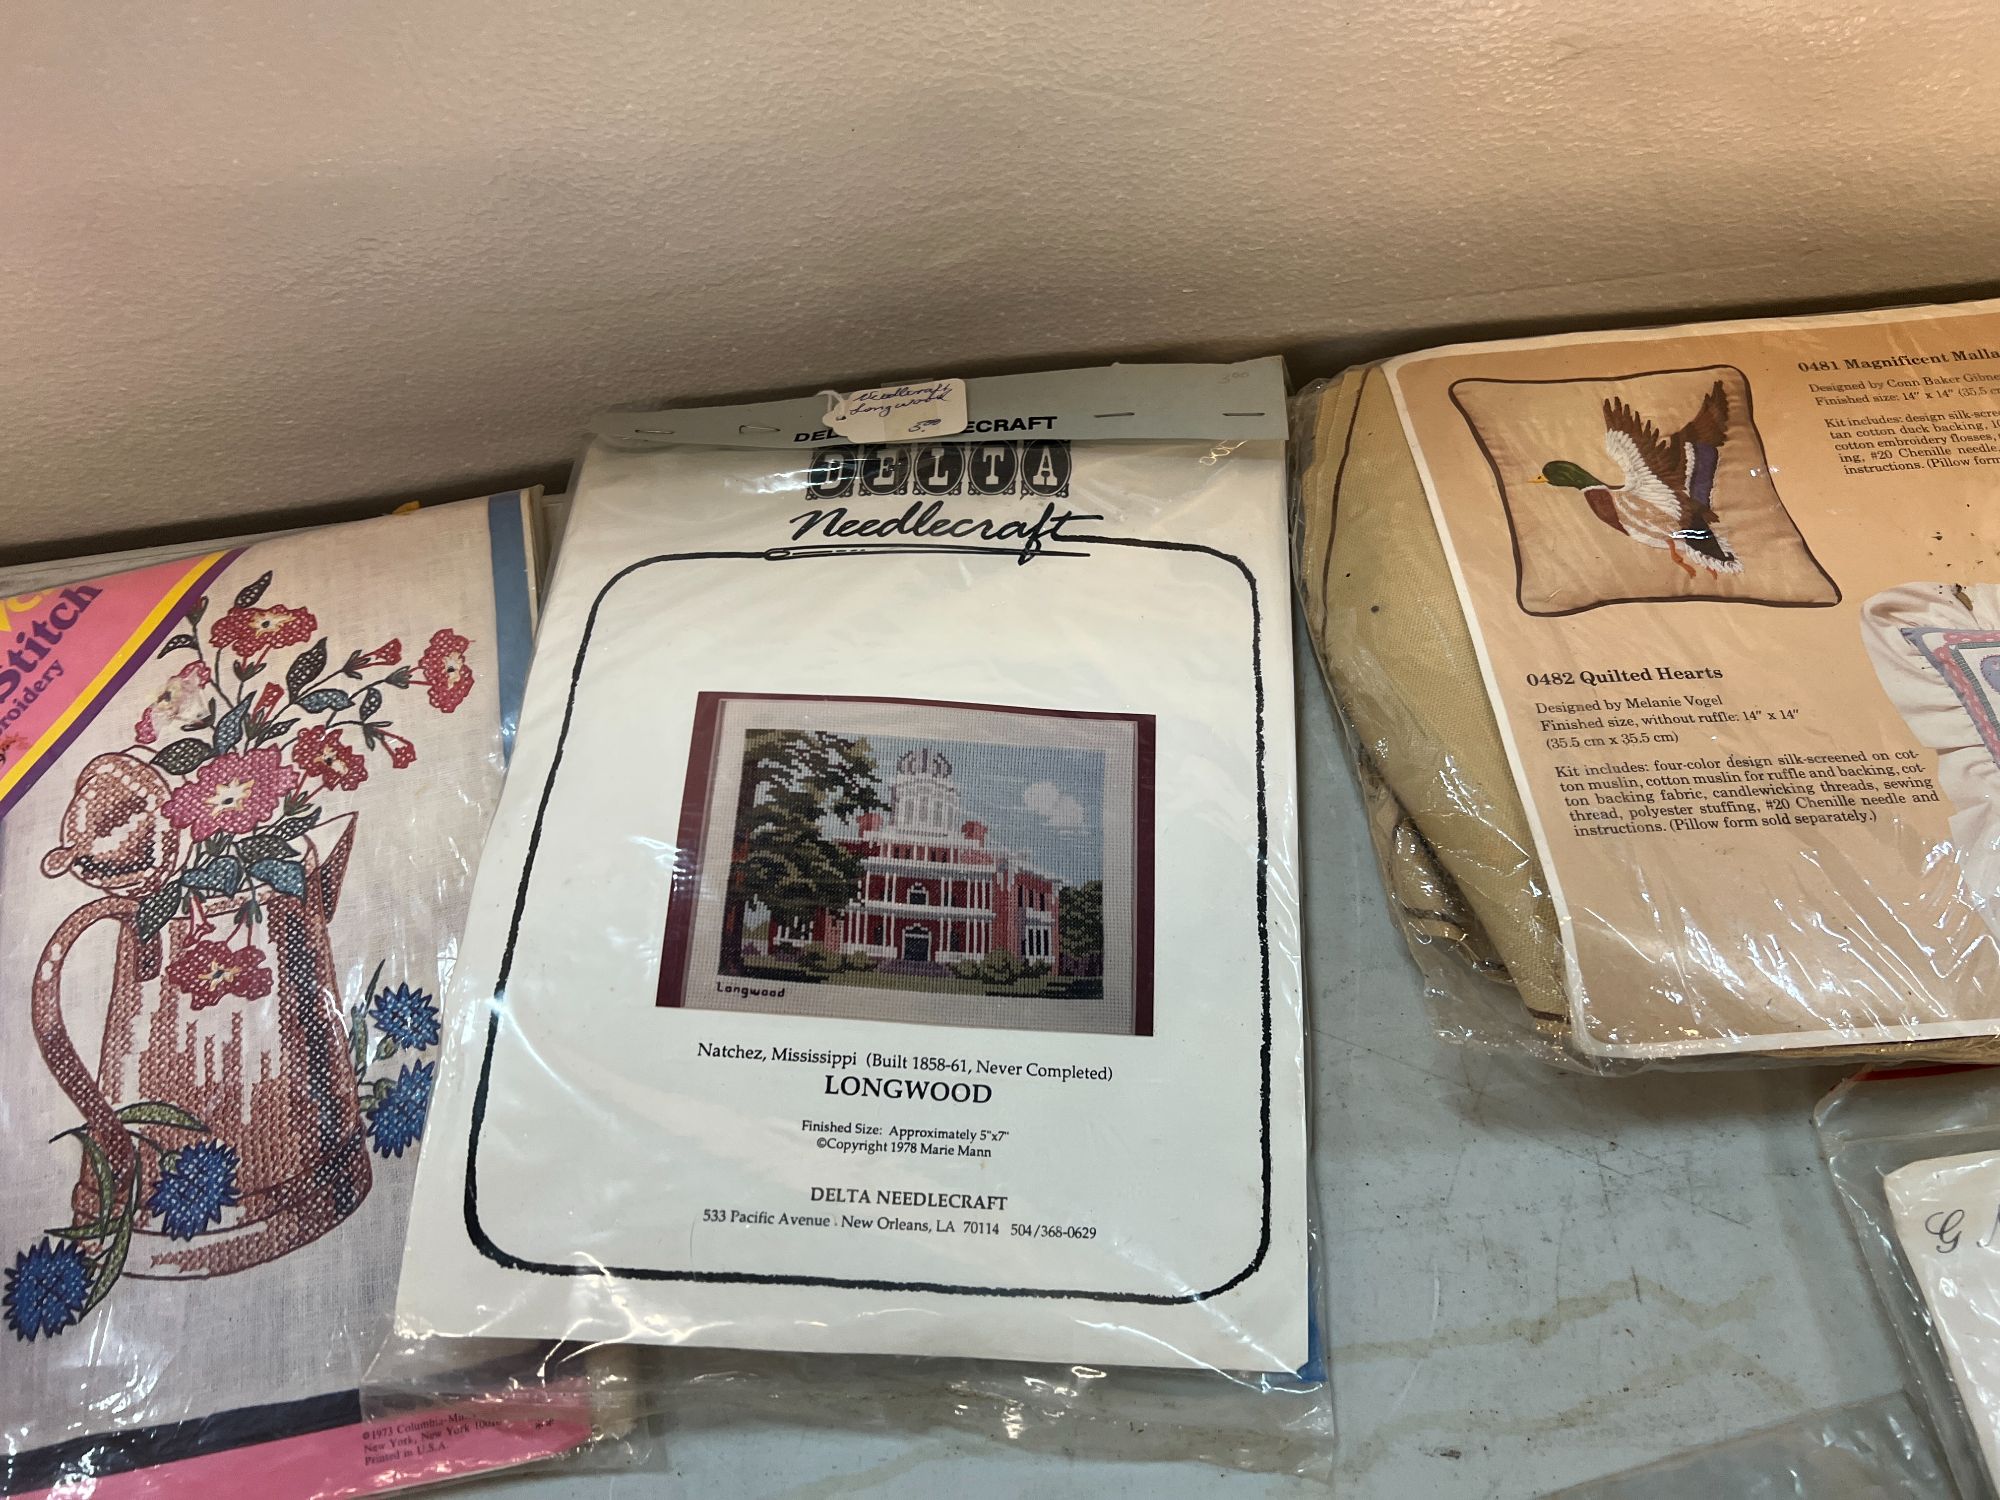 Stitch
Needlecraft
Longwood
5.00
3.00
ECRAFT
DELTA
Needlecraft
Longwood
Natchez, Mississippi (Built 1858-61, Never Completed)
LONGWOOD
Finished Size: Approximately 5"x7"
©Copyright 1978 Marie Mann
DELTA NEEDLECRAFT
533 Pacific Avenue . New Orleans, LA 70114 504/368-0629
©1973 Columbia-
New York, New York
Printed in U.S.A.
**
0481 Magnificent Malla
Designed by Conn Baker Gibne
Finished size: 14" x 14" (35.5 c
Kit includes: design silk-scree
tan cotton duck backing,
cotton embroidery flosses,
ing, #20 Chenille needle,
instructions. (Pillow form
0482 Quilted Hearts
Designed by Melanie Vogel
Finished size, without ruffle: 14" x 14"
(35.5 cm x 35.5 cm)
Kit includes: four-color design silk-screened on cot-
ton muslin, cotton muslin for ruffle and backing, cot-
ton backing fabric, candlewicking threads, sewing
thread, polyester stuffing, #20 Chenille needle and
instructions. (Pillow form sold separately.)
G